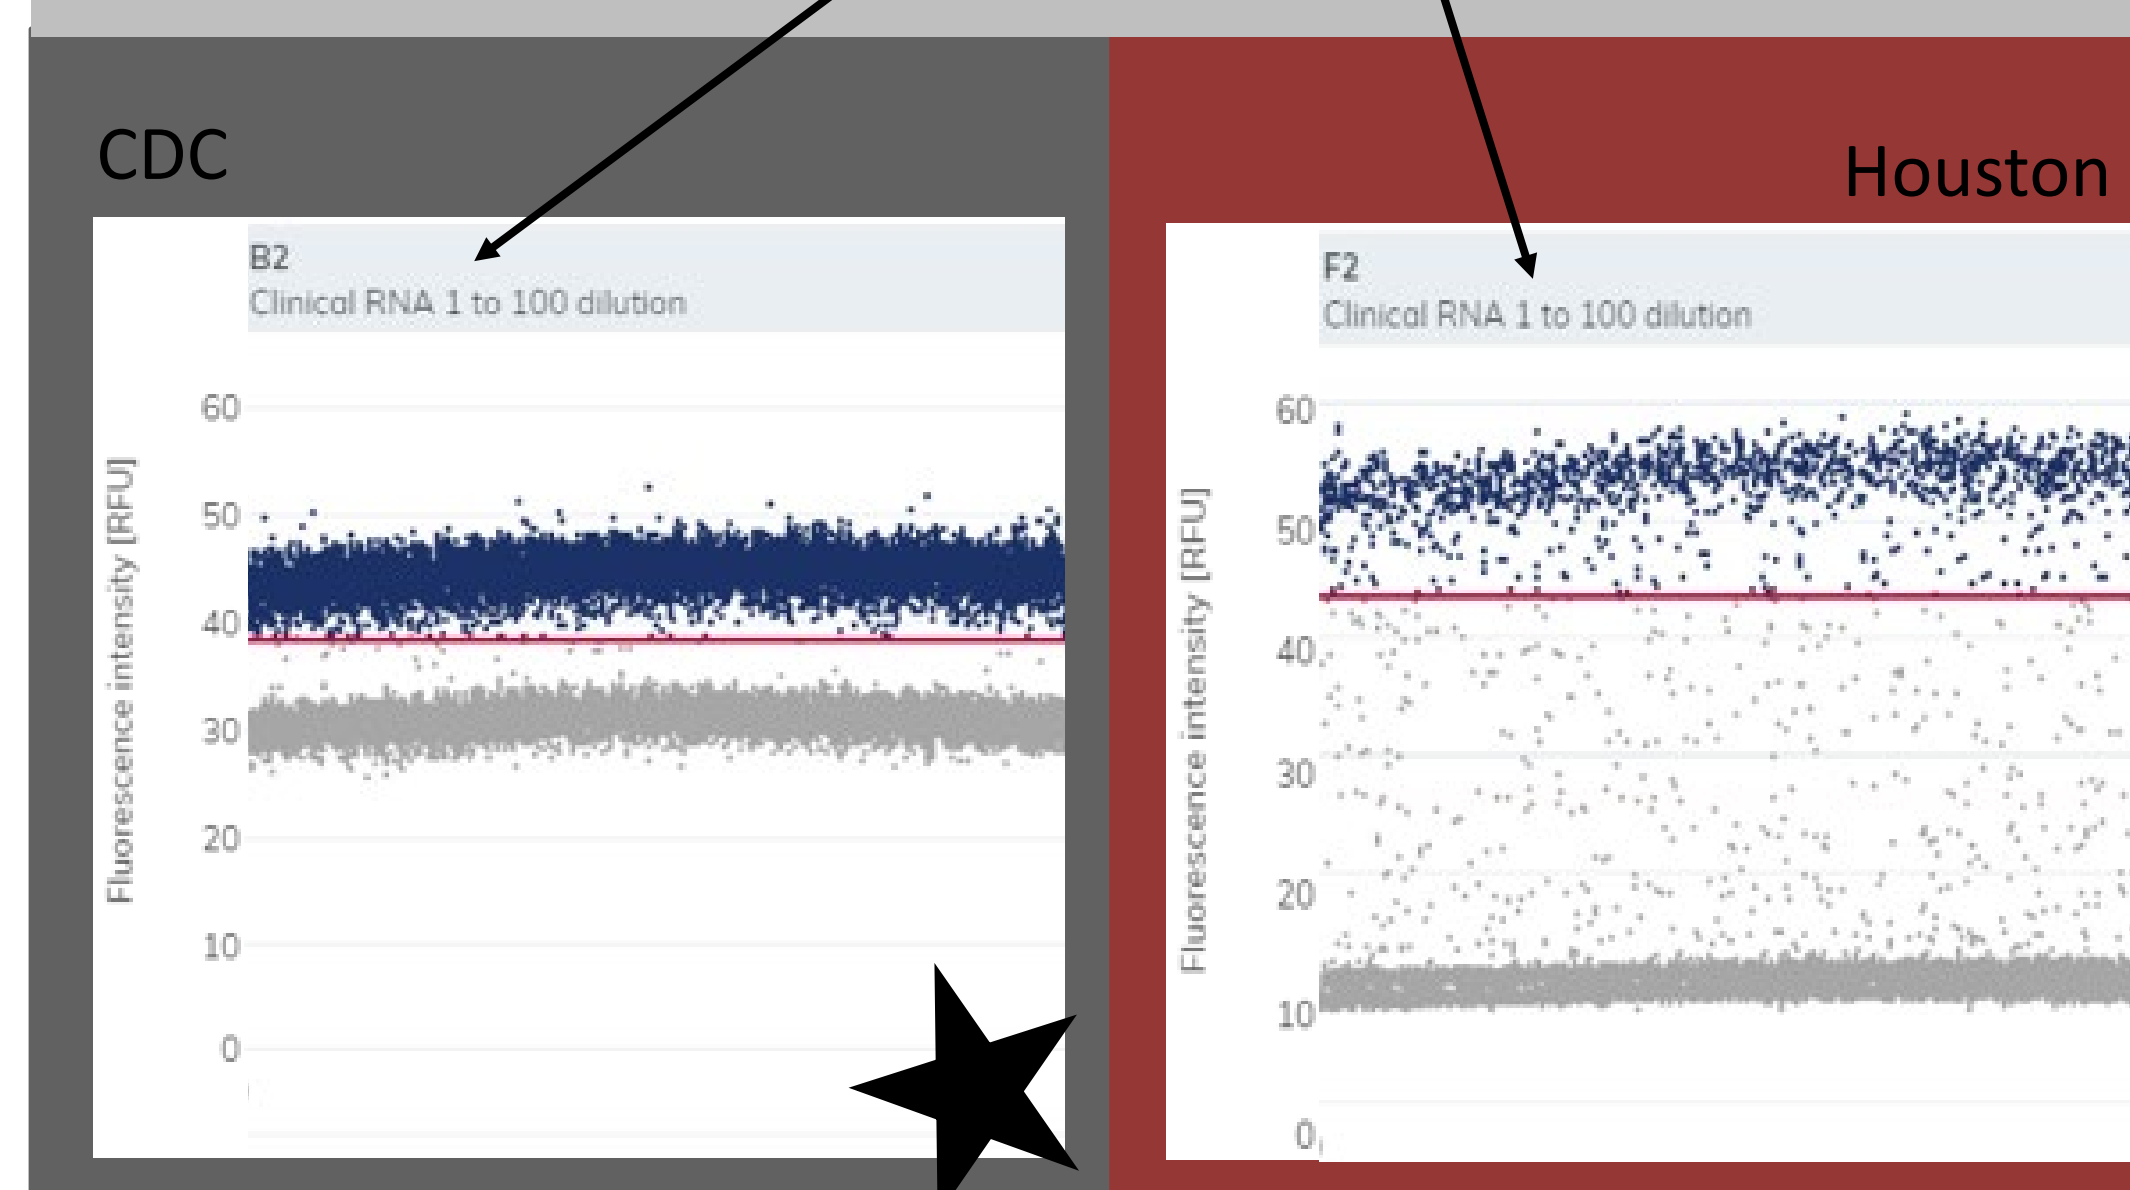 CDC
B2
Clinical RNA 1 to 100 dilution
Fluorescence intensity [RFU]
60
50
40
30
20
10
0
Houston
F2
Clinical RNA 1 to 100 dilution
Fluorescence intensity [RFU]
60
50
40
30
20
10
0